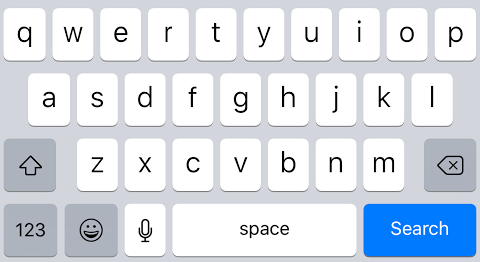 q w e r t y u i o p
a s d f g h j k l
z x c v b n m
123 space Search